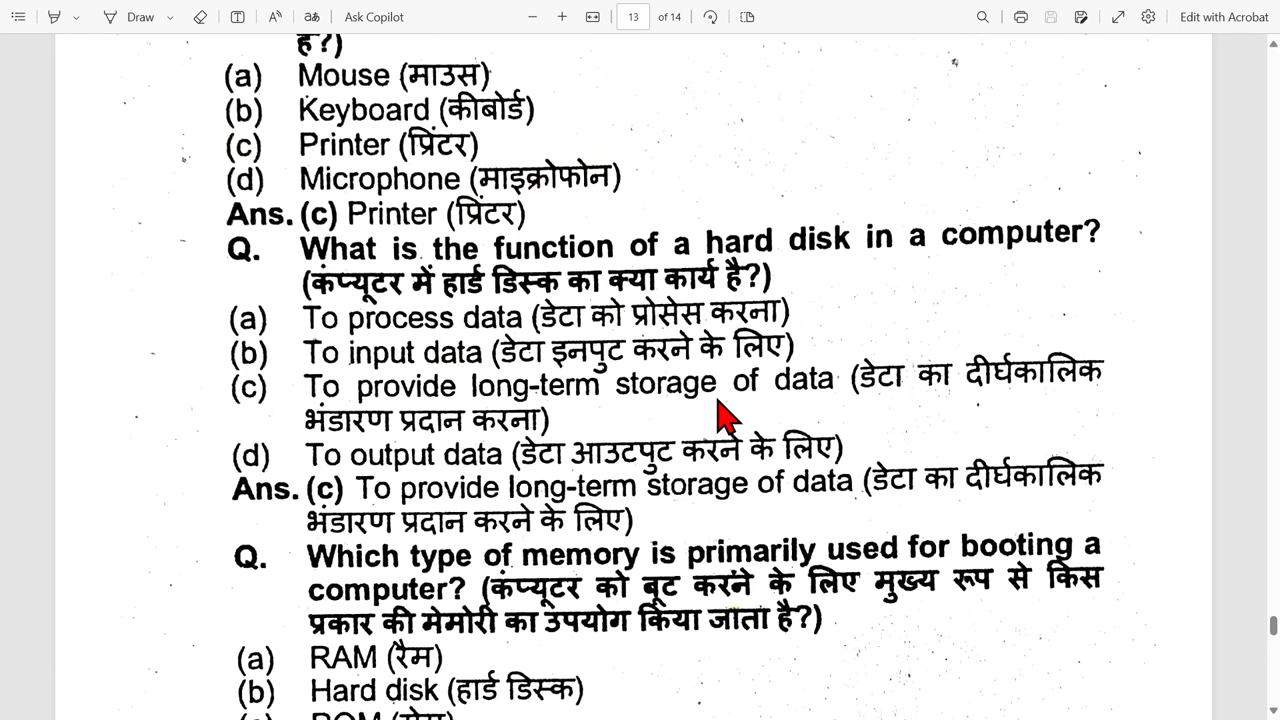 Draw
Ask Copilot
13 of 14
Edit with Acrobat
है?)
(a) Mouse (माउस)
(b) Keyboard (कीबोर्ड)
(c) Printer (प्रिंटर)
(d) Microphone (माइक्रोफोन)
Ans. (c) Printer (प्रिंटर)
Q. What is the function of a hard disk in a computer?
(कंप्यूटर में हार्ड डिस्क का क्या कार्य है?)
(a) To process data (डेटा को प्रोसेस करना)
(b) To input data (डेटा इनपुट करने के लिए)
(c) To provide long-term storage of data (डेटा का दीर्घकालिक
भंडारण प्रदान करना)
(d) To output data (डेटा आउटपुट करने के लिए)
Ans. (c) To provide long-term storage of data (डेटा का दीर्घकालिक
भंडारण प्रदान करने के लिए)
Q. Which type of memory is primarily used for booting a
computer? (कंप्यूटर को बूट करने के लिए मुख्य रूप से किस
प्रकार की मेमोरी का उपयोग किया जाता है?)
(a) RAM (रैम)
(b) Hard disk (हार्ड डिस्क)